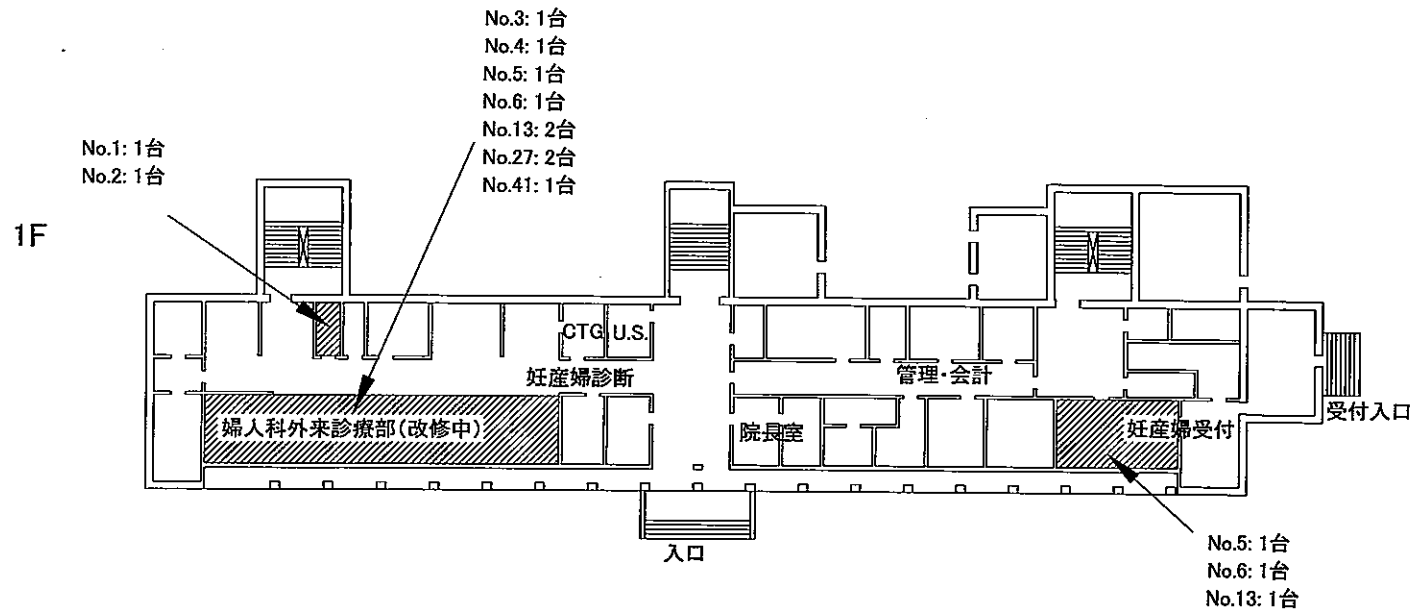 No.3: 1台
No.4: 1台
No.5: 1台
No.6: 1台
No.13: 2台
No.27: 2台
No.41: 1台
No.1: 1台
No.2: 1台
1F
CTG U.S.
妊産婦診断
管理・会計
婦人科外来診療部(改修中)
院長室
妊産婦受付
受付入口
入口
No.5: 1台
No.6: 1台
No.13: 1台